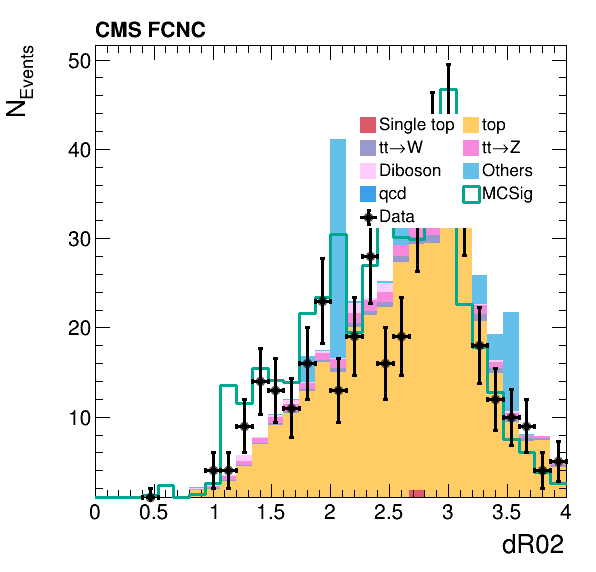 CMS FCNC
N_Events
50
40
30
20
10
Single top top
tt→W tt→Z
Diboson Others
qcd MCSig
Data
0 0.5 1 1.5 2 2.5 3 3.5 4
dR02